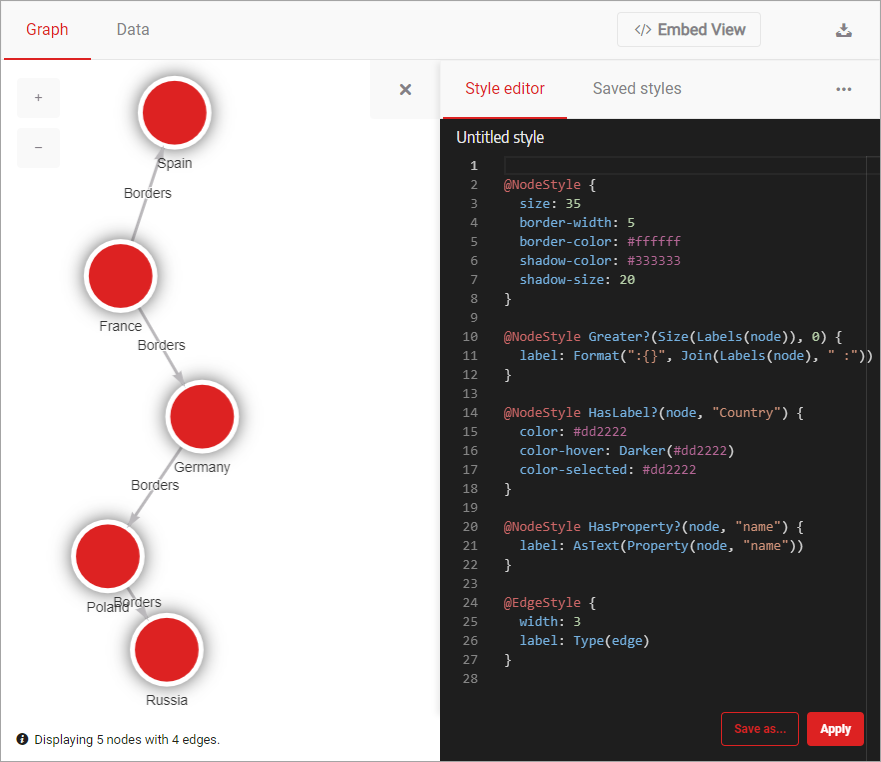 Graph Data </> Embed View
+
−
Spain
Borders
France
Borders
Germany
Borders
Poland
Borders
Russia
Displaying 5 nodes with 4 edges.
Style editor Saved styles
Untitled style
1
2 @NodeStyle {
3   size: 35
4   border-width: 5
5   border-color: #ffffff
6   shadow-color: #333333
7   shadow-size: 20
8 }
9
10 @NodeStyle Greater?(Size(Labels(node)), 0) {
11   label: Format(":{}", Join(Labels(node), " :"))
12 }
13
14 @NodeStyle HasLabel?(node, "Country") {
15   color: #dd2222
16   color-hover: Darker(#dd2222)
17   color-selected: #dd2222
18 }
19
20 @NodeStyle HasProperty?(node, "name") {
21   label: AsText(Property(node, "name"))
22 }
23
24 @EdgeStyle {
25   width: 3
26   label: Type(edge)
27 }
28
Save as... Apply